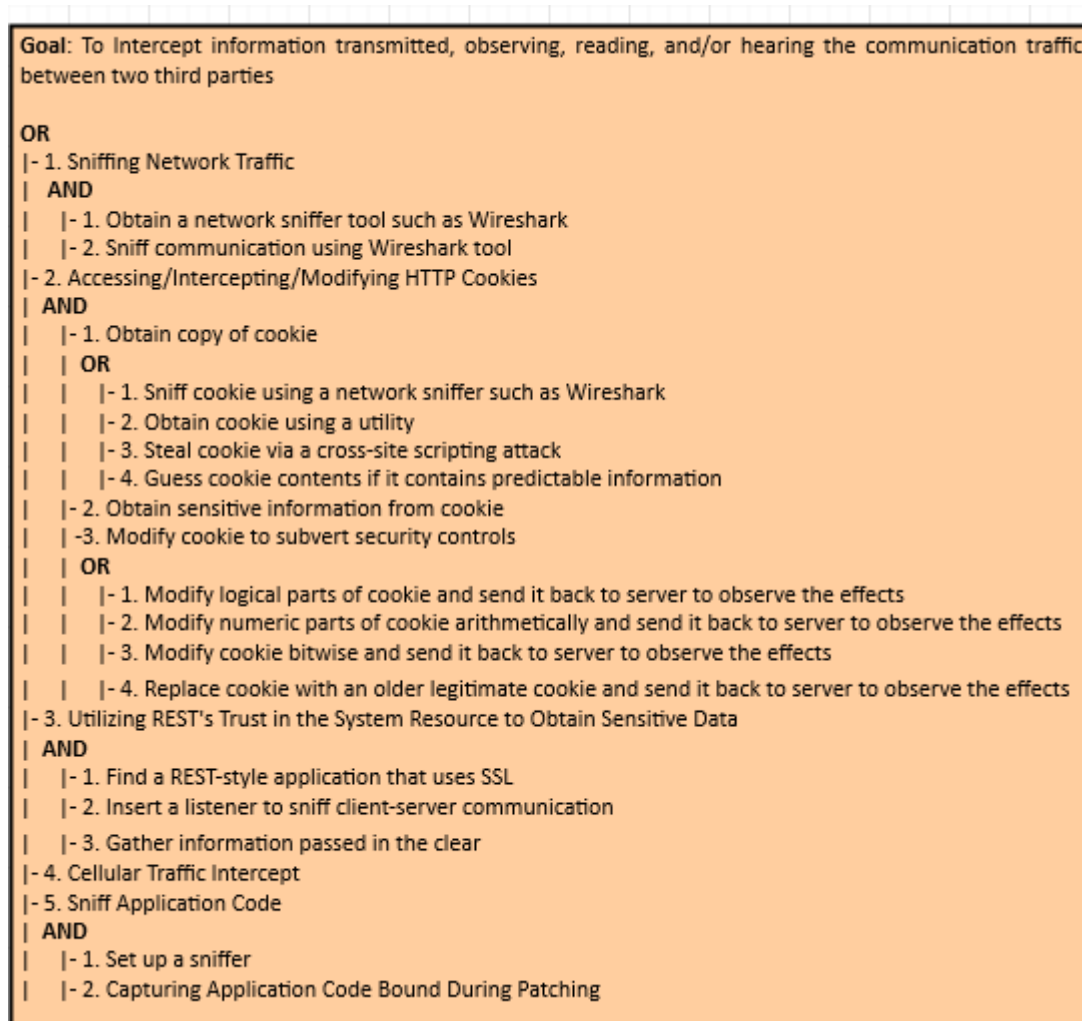 Goal: To Intercept information transmitted, observing, reading, and/or hearing the communication traffic
between two third parties
OR
|- 1. Sniffing Network Traffic
| AND
| |- 1. Obtain a network sniffer tool such as Wireshark
| |- 2. Sniff communication using Wireshark tool
|- 2. Accessing/Intercepting/Modifying HTTP Cookies
| AND
| |- 1. Obtain copy of cookie
| | OR
| | |- 1. Sniff cookie using a network sniffer such as Wireshark
| | |- 2. Obtain cookie using a utility
| | |- 3. Steal cookie via a cross-site scripting attack
| | |- 4. Guess cookie contents if it contains predictable information
| |- 2. Obtain sensitive information from cookie
| | -3. Modify cookie to subvert security controls
| | OR
| | |- 1. Modify logical parts of cookie and send it back to server to observe the effects
| | |- 2. Modify numeric parts of cookie arithmetically and send it back to server to observe the effects
| | |- 3. Modify cookie bitwise and send it back to server to observe the effects
| | |- 4. Replace cookie with an older legitimate cookie and send it back to server to observe the effects
|- 3. Utilizing REST's Trust in the System Resource to Obtain Sensitive Data
| AND
| |- 1. Find a REST-style application that uses SSL
| |- 2. Insert a listener to sniff client-server communication
| |- 3. Gather information passed in the clear
|- 4. Cellular Traffic Intercept
|- 5. Sniff Application Code
| AND
| |- 1. Set up a sniffer
| |- 2. Capturing Application Code Bound During Patching